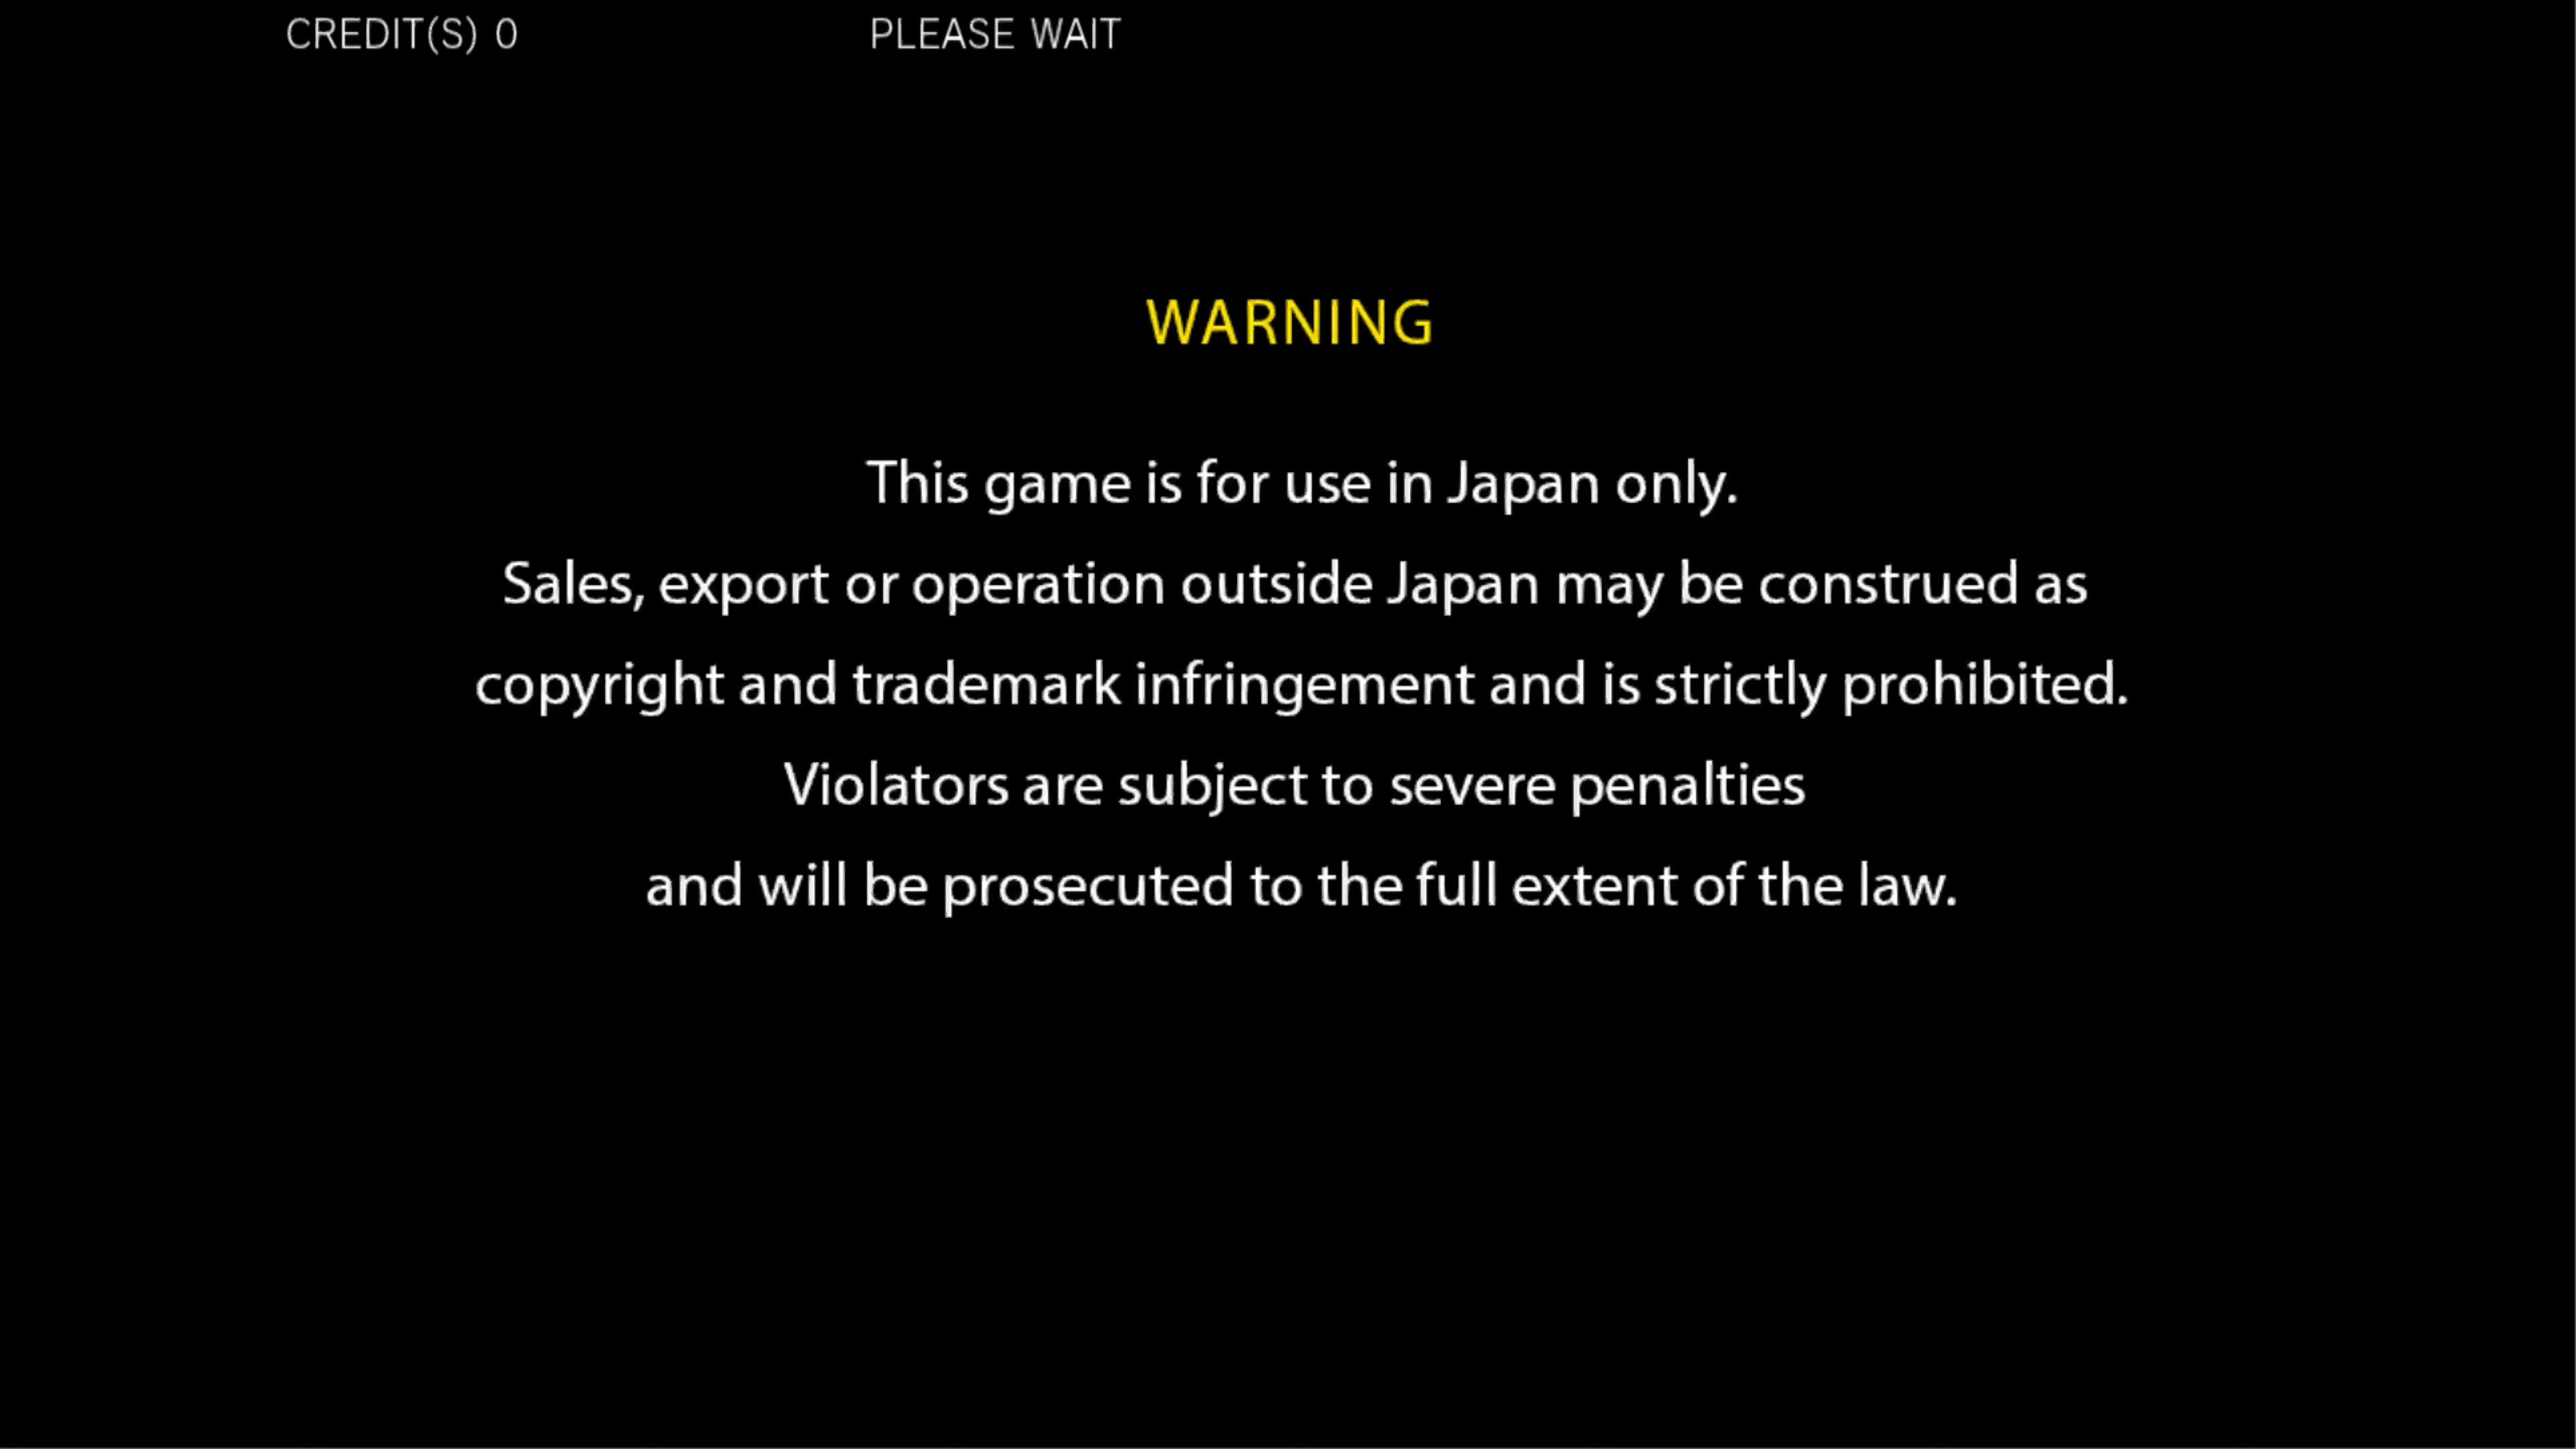 CREDIT(S) 0 PLEASE WAIT
WARNING
This game is for use in Japan only.
Sales, export or operation outside Japan may be construed as
copyright and trademark infringement and is strictly prohibited.
Violators are subject to severe penalties
and will be prosecuted to the full extent of the law.